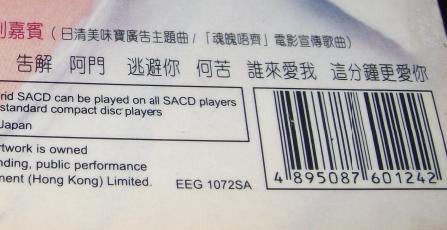 別嘉賓（日清美味寶廣告主題曲/「魂魄唔齊」電影宣傳歌曲）
告解 阿門 逃避你 何苦 誰來愛我 這分鐘更愛你
rid SACD can be played on all SACD players
standard compact disc players
Japan
rtwork is owned
nding, public performance
ment (Hong Kong) Limited.
EEG 1072SA
4 895087 601242